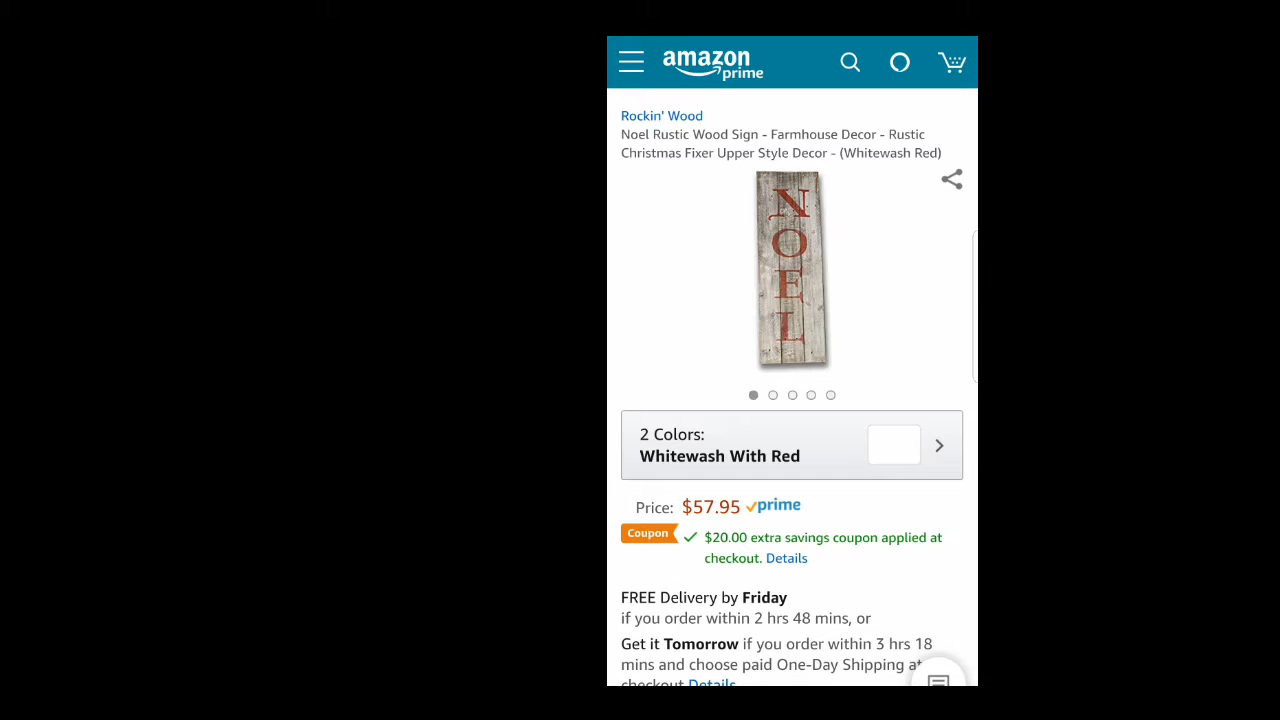 amazon
prime
Rockin' Wood
Noel Rustic Wood Sign - Farmhouse Decor - Rustic
Christmas Fixer Upper Style Decor - (Whitewash Red)
N
O
E
L
2 Colors:
Whitewash With Red
Price: $57.95 prime
Coupon $20.00 extra savings coupon applied at
checkout. Details
FREE Delivery by Friday
if you order within 2 hrs 48 mins, or
Get it Tomorrow if you order within 3 hrs 18
mins and choose paid One-Day Shipping at
checkout Details